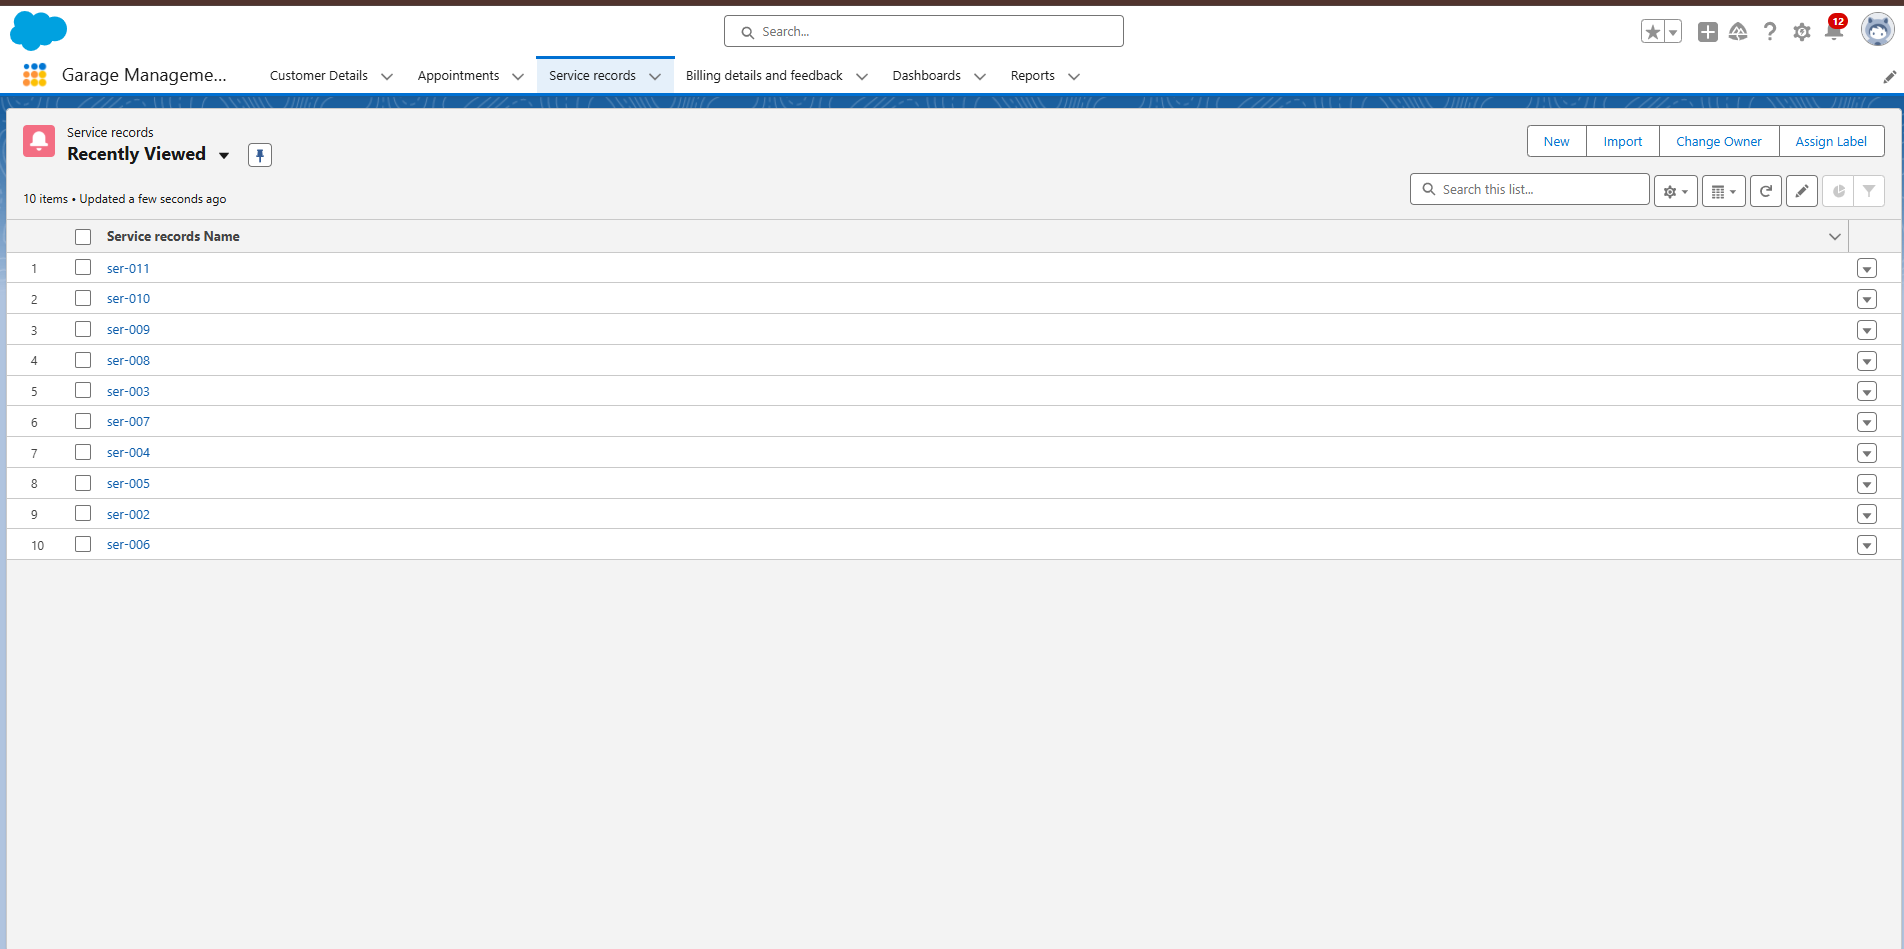 Search...
12
Garage Manageme...
Customer Details
Appointments
Service records
Billing details and feedback
Dashboards
Reports
Service records
Recently Viewed
New
Import
Change Owner
Assign Label
10 items • Updated a few seconds ago
Search this list...
Service records Name
1 ser-011
2 ser-010
3 ser-009
4 ser-008
5 ser-003
6 ser-007
7 ser-004
8 ser-005
9 ser-002
10 ser-006